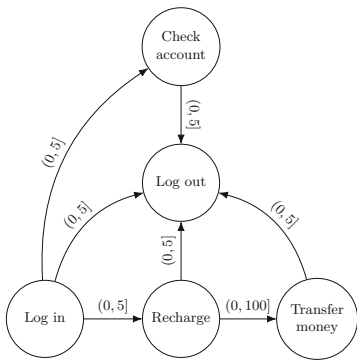 Check
account
(0, 5]
(0, 5]
Log out
(0, 5]
(0, 5]
(0, 5]
Log in
(0, 5]
Recharge
(0, 100]
Transfer
money